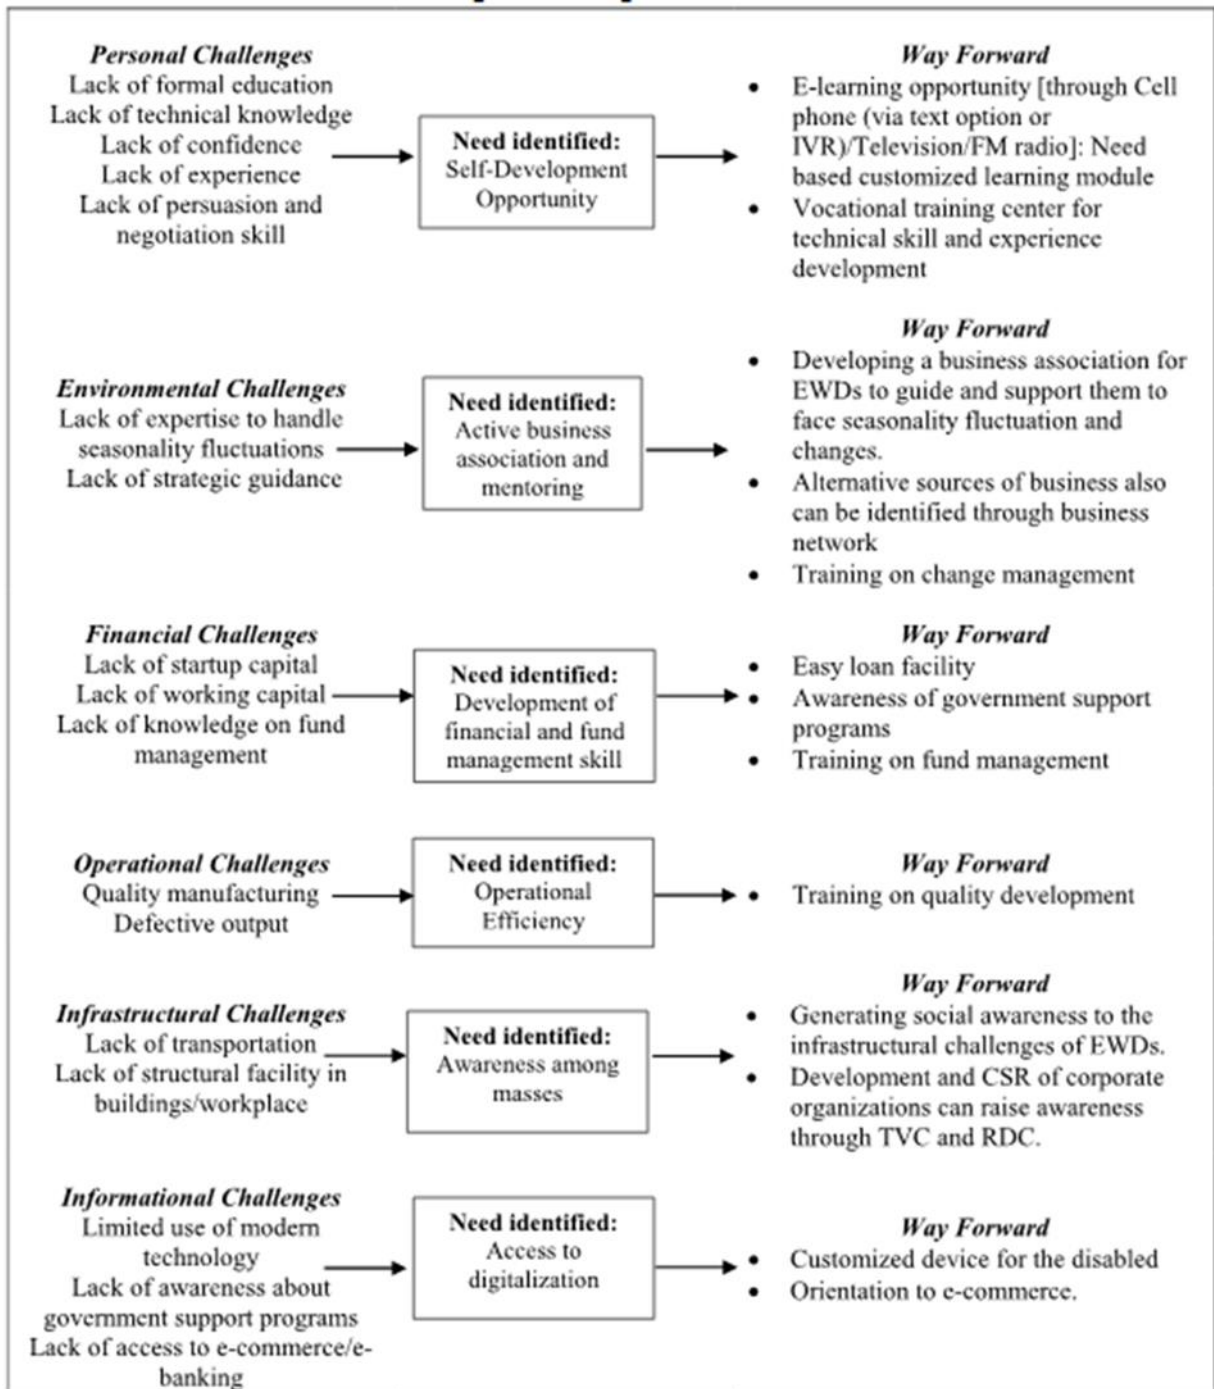 Personal Challenges
Lack of formal education
Lack of technical knowledge
Lack of confidence
Lack of experience
Lack of persuasion and
negotiation skill
Need identified:
Self-Development
Opportunity
Way Forward
• E-learning opportunity [through Cell
phone (via text option or
IVR)/Television/FM radio]: Need
based customized learning module
• Vocational training center for
technical skill and experience
development
Environmental Challenges
Lack of expertise to handle
seasonality fluctuations
Lack of strategic guidance
Need identified:
Active business
association and
mentoring
Way Forward
• Developing a business association for
EWDs to guide and support them to
face seasonality fluctuation and
changes.
• Alternative sources of business also
can be identified through business
network
• Training on change management
Financial Challenges
Lack of startup capital
Lack of working capital
Lack of knowledge on fund
management
Need identified:
Development of
financial and fund
management skill
Way Forward
• Easy loan facility
• Awareness of government support
programs
• Training on fund management
Operational Challenges
Quality manufacturing
Defective output
Need identified:
Operational
Efficiency
Way Forward
• Training on quality development
Infrastructural Challenges
Lack of transportation
Lack of structural facility in
buildings/workplace
Need identified:
Awareness among
masses
Way Forward
• Generating social awareness to the
infrastructural challenges of EWDs.
• Development and CSR of corporate
organizations can raise awareness
through TVC and RDC.
Informational Challenges
Limited use of modern
technology
Lack of awareness about
government support programs
Lack of access to e-commerce/e-
banking
Need identified:
Access to
digitalization
Way Forward
• Customized device for the disabled
• Orientation to e-commerce.